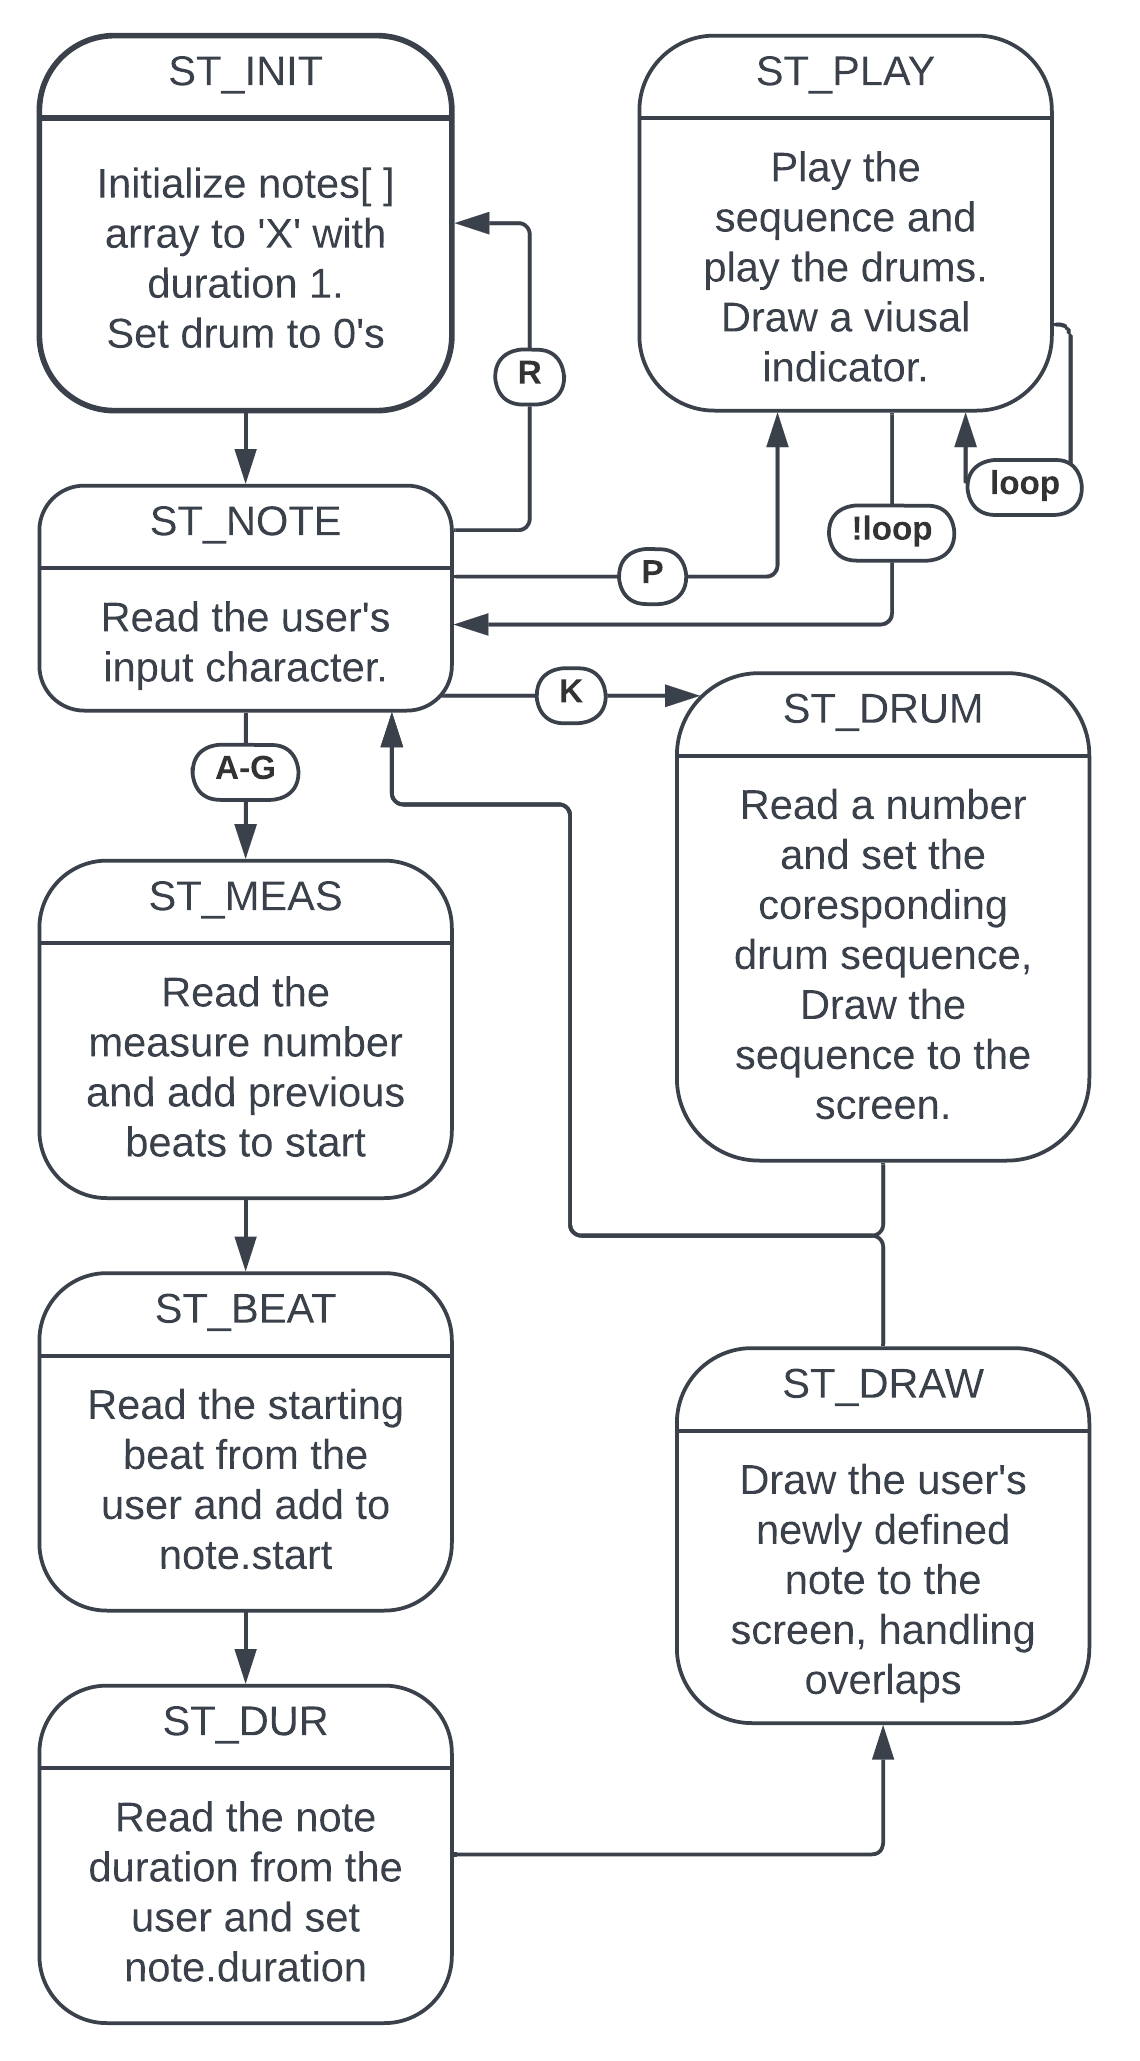 ST_INIT
Initialize notes[ ]
array to 'X' with
duration 1.
Set drum to 0's
ST_PLAY
Play the
sequence and
play the drums.
Draw a viusal
indicator.
R
loop
!loop
P
ST_NOTE
Read the user's
input character.
K
A-G
ST_DRUM
Read a number
and set the
coresponding
drum sequence,
Draw the
sequence to the
screen.
ST_MEAS
Read the
measure number
and add previous
beats to start
ST_BEAT
Read the starting
beat from the
user and add to
note.start
ST_DRAW
Draw the user's
newly defined
note to the
screen, handling
overlaps
ST_DUR
Read the note
duration from the
user and set
note.duration